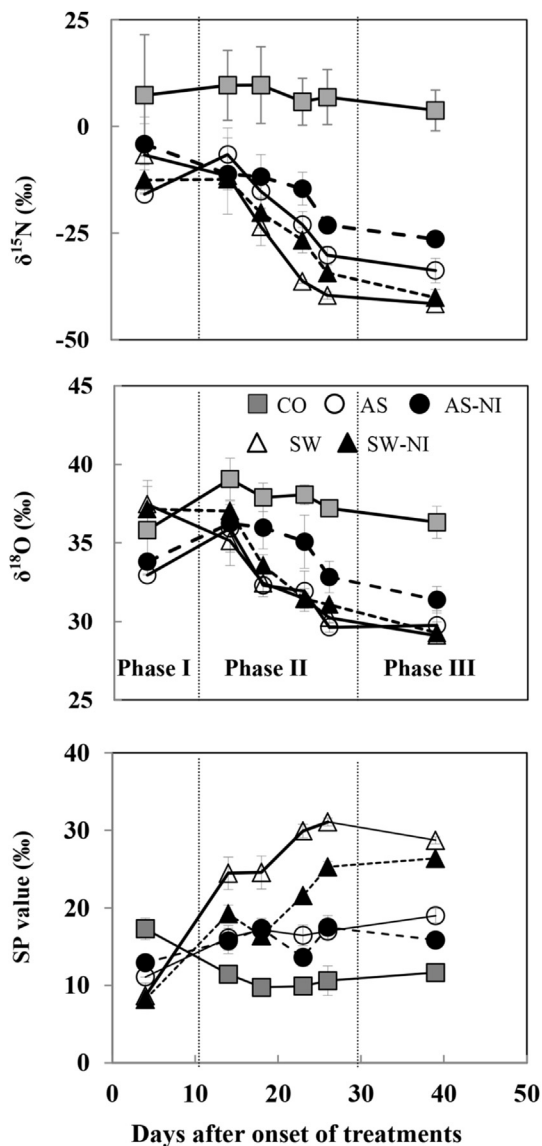 25
0
-25
-50
δ¹⁵N (‰)
45
40
35
30
25
δ¹⁸O (‰)
CO AS AS-NI
SW SW-NI
Phase I Phase II Phase III
40
30
20
10
0
SP value (‰)
0 10 20 30 40 50
Days after onset of treatments